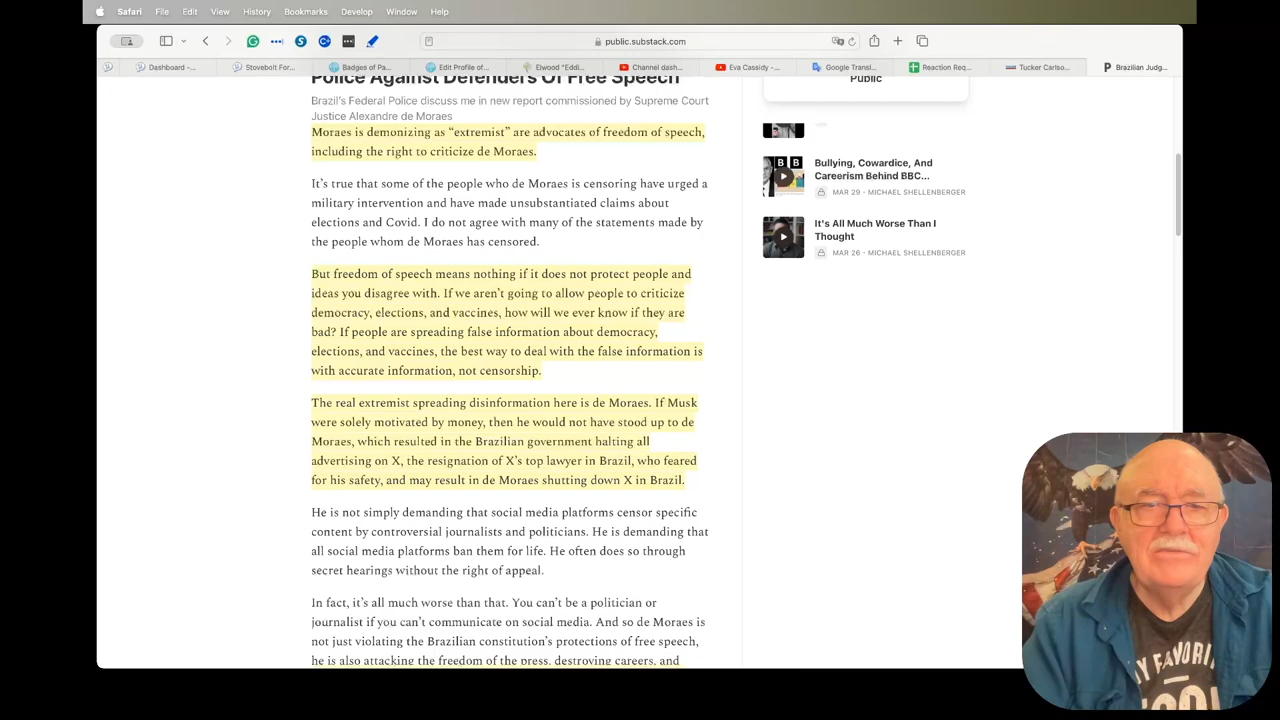 Safari File Edit View History Bookmarks Develop Window Help
public.substack.com
Dashboard -... Stovebolt For... Badges of Pa... Edit Profile of... Elwood "Eddi... Channel dash... Eva Cassidy -... Google Transl... Reaction Req... Tucker Carlso... Brazilian Judg...
Police Against Defenders Of Free Speech
Brazil's Federal Police discuss me in new report commissioned by Supreme Court
Justice Alexandre de Moraes
Moraes is demonizing as “extremist” are advocates of freedom of speech,
including the right to criticize de Moraes.
It’s true that some of the people who de Moraes is censoring have urged a
military intervention and have made unsubstantiated claims about
elections and Covid. I do not agree with many of the statements made by
the people whom de Moraes has censored.
But freedom of speech means nothing if it does not protect people and
ideas you disagree with. If we aren’t going to allow people to criticize
democracy, elections, and vaccines, how will we ever know if they are
bad? If people are spreading false information about democracy,
elections, and vaccines, the best way to deal with the false information is
with accurate information, not censorship.
The real extremist spreading disinformation here is de Moraes. If Musk
were solely motivated by money, then he would not have stood up to de
Moraes, which resulted in the Brazilian government halting all
advertising on X, the resignation of X’s top lawyer in Brazil, who feared
for his safety, and may result in de Moraes shutting down X in Brazil.
He is not simply demanding that social media platforms censor specific
content by controversial journalists and politicians. He is demanding that
all social media platforms ban them for life. He often does so through
secret hearings without the right of appeal.
In fact, it’s all much worse than that. You can’t be a politician or
journalist if you can’t communicate on social media. And so de Moraes is
not just violating the Brazilian constitution’s protections of free speech,
he is also attacking the freedom of the press, destroying careers, and
Public
B B
Bullying, Cowardice, And
Careerism Behind BBC...
MAR 29 • MICHAEL SHELLENBERGER
It's All Much Worse Than I
Thought
MAR 26 • MICHAEL SHELLENBERGER
MY FAVORIT